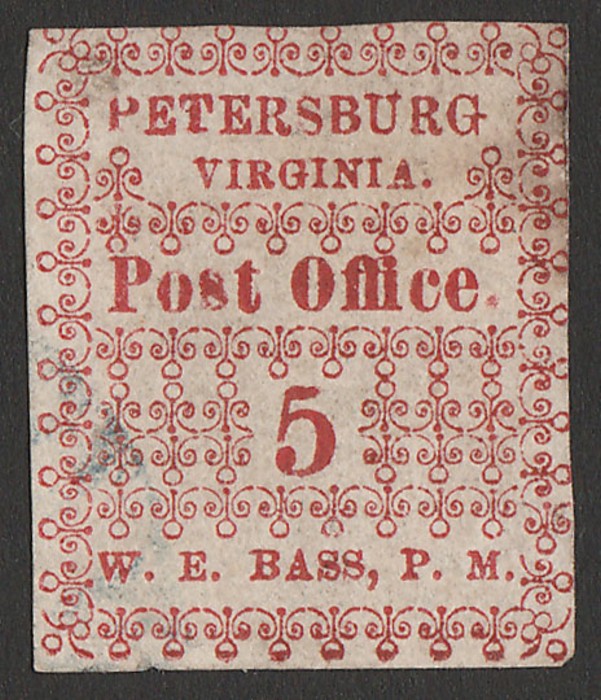 PETERSBURG
VIRGINIA.
Post Office.
5
W. E. BASS, P. M.